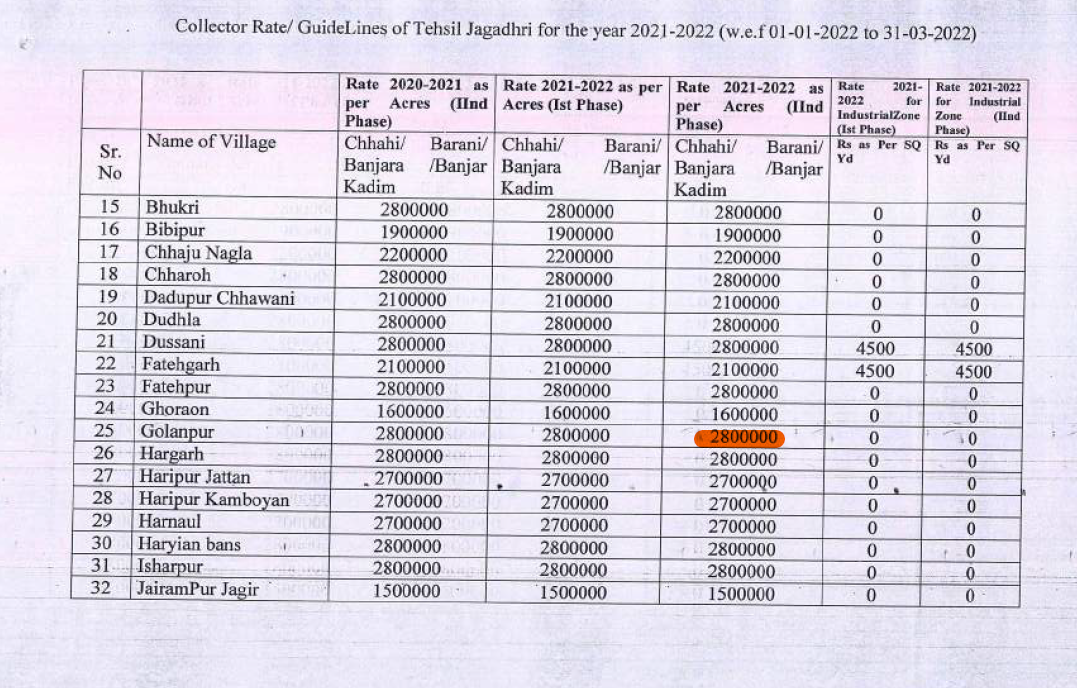 Collector Rate/ GuideLines of Tehsil Jagadhri for the year 2021-2022 (w.e.f 01-01-2022 to 31-03-2022)
Sr. No | Name of Village | Rate 2020-2021 as per Acres (IInd Phase) | Rate 2021-2022 as per Acres (Ist Phase) | Rate 2021-2022 as per Acres (IInd Phase) | Rate 2021-2022 for IndustrialZone (Ist Phase) | Rate 2021-2022 for Industrial Zone (IInd Phase)
Chhahi/ Barani/ Banjara /Banjar Kadim | Chhahi/ Barani/ Banjara /Banjar Kadim | Chhahi/ Barani/ Banjara /Banjar Kadim | Rs as Per SQ Yd | Rs as Per SQ Yd
15 Bhukri 2800000 2800000 2800000 0 0
16 Bibipur 1900000 1900000 1900000 0 0
17 Chhaju Nagla 2200000 2200000 2200000 0 0
18 Chharoh 2800000 2800000 2800000 0 0
19 Dadupur Chhawani 2100000 2100000 2100000 0 0
20 Dudhla 2800000 2800000 2800000 0 0
21 Dussani 2800000 2800000 2800000 4500 4500
22 Fatehgarh 2100000 2100000 2100000 4500 4500
23 Fatehpur 2800000 2800000 2800000 0 0
24 Ghoraon 1600000 1600000 1600000 0 0
25 Golanpur 2800000 2800000 2800000 0 0
26 Hargarh 2800000 2800000 2800000 0 0
27 Haripur Jattan 2700000 2700000 2700000 0 0
28 Haripur Kamboyan 2700000 2700000 2700000 0 0
29 Harnaul 2700000 2700000 2700000 0 0
30 Haryian bans 2800000 2800000 2800000 0 0
31 Isharpur 2800000 2800000 2800000 0 0
32 JairamPur Jagir 1500000 1500000 1500000 0 0